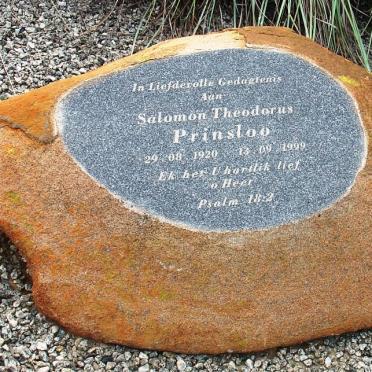 In Liefdevolle Gedagtenis
Aan
Salomon Theodorus
Prinsloo
29 . 08 . 1920 14 . 09 . 1999
Ek het U hartlik lief
o Heer
Psalm 18:2